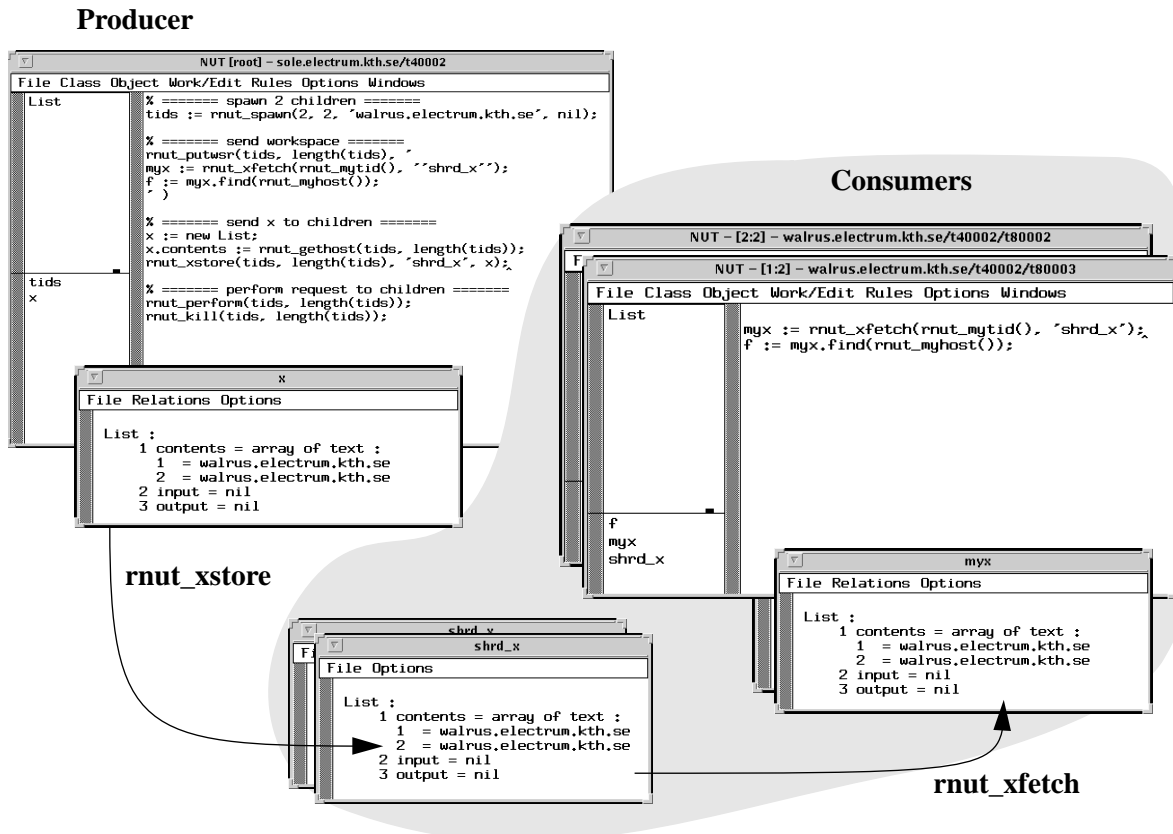 Producer
NUT [root] – sole.electrum.kth.se/t40002
File Class Object Work/Edit Rules Options Windows
List
% ======= spawn 2 children =======
tids := rnut_spawn(2, 2, ´walrus.electrum.kth.se´, nil);
% ======= send workspace =======
rnut_putwsr(tids, length(tids), ´
myx := rnut_xfetch(rnut_mytid(), ´´shrd_x´´);
f := myx.find(rnut_myhost());
´ )
% ======= send x to children =======
x := new List;
x.contents := rnut_gethost(tids, length(tids));
rnut_xstore(tids, length(tids), ´shrd_x´, x);^
% ======= perform request to children =======
rnut_perform(tids, length(tids));
rnut_kill(tids, length(tids));
tids
x
x
File Relations Options
List :
1 contents = array of text :
1 = walrus.electrum.kth.se
2 = walrus.electrum.kth.se
2 input = nil
3 output = nil
rnut_xstore
Consumers
NUT – [2:2] – walrus.electrum.kth.se/t40002/t80002
F
NUT – [1:2] – walrus.electrum.kth.se/t40002/t80003
File Class Object Work/Edit Rules Options Windows
List
myx := rnut_xfetch(rnut_mytid(), ´shrd_x´);^
f := myx.find(rnut_myhost());
f
myx
shrd_x
myx
File Relations Options
List :
1 contents = array of text :
1 = walrus.electrum.kth.se
2 = walrus.electrum.kth.se
2 input = nil
3 output = nil
shrd_x
Fi
shrd_x
File Options
List :
1 contents = array of text :
1 = walrus.electrum.kth.se
2 = walrus.electrum.kth.se
2 input = nil
3 output = nil
rnut_xfetch